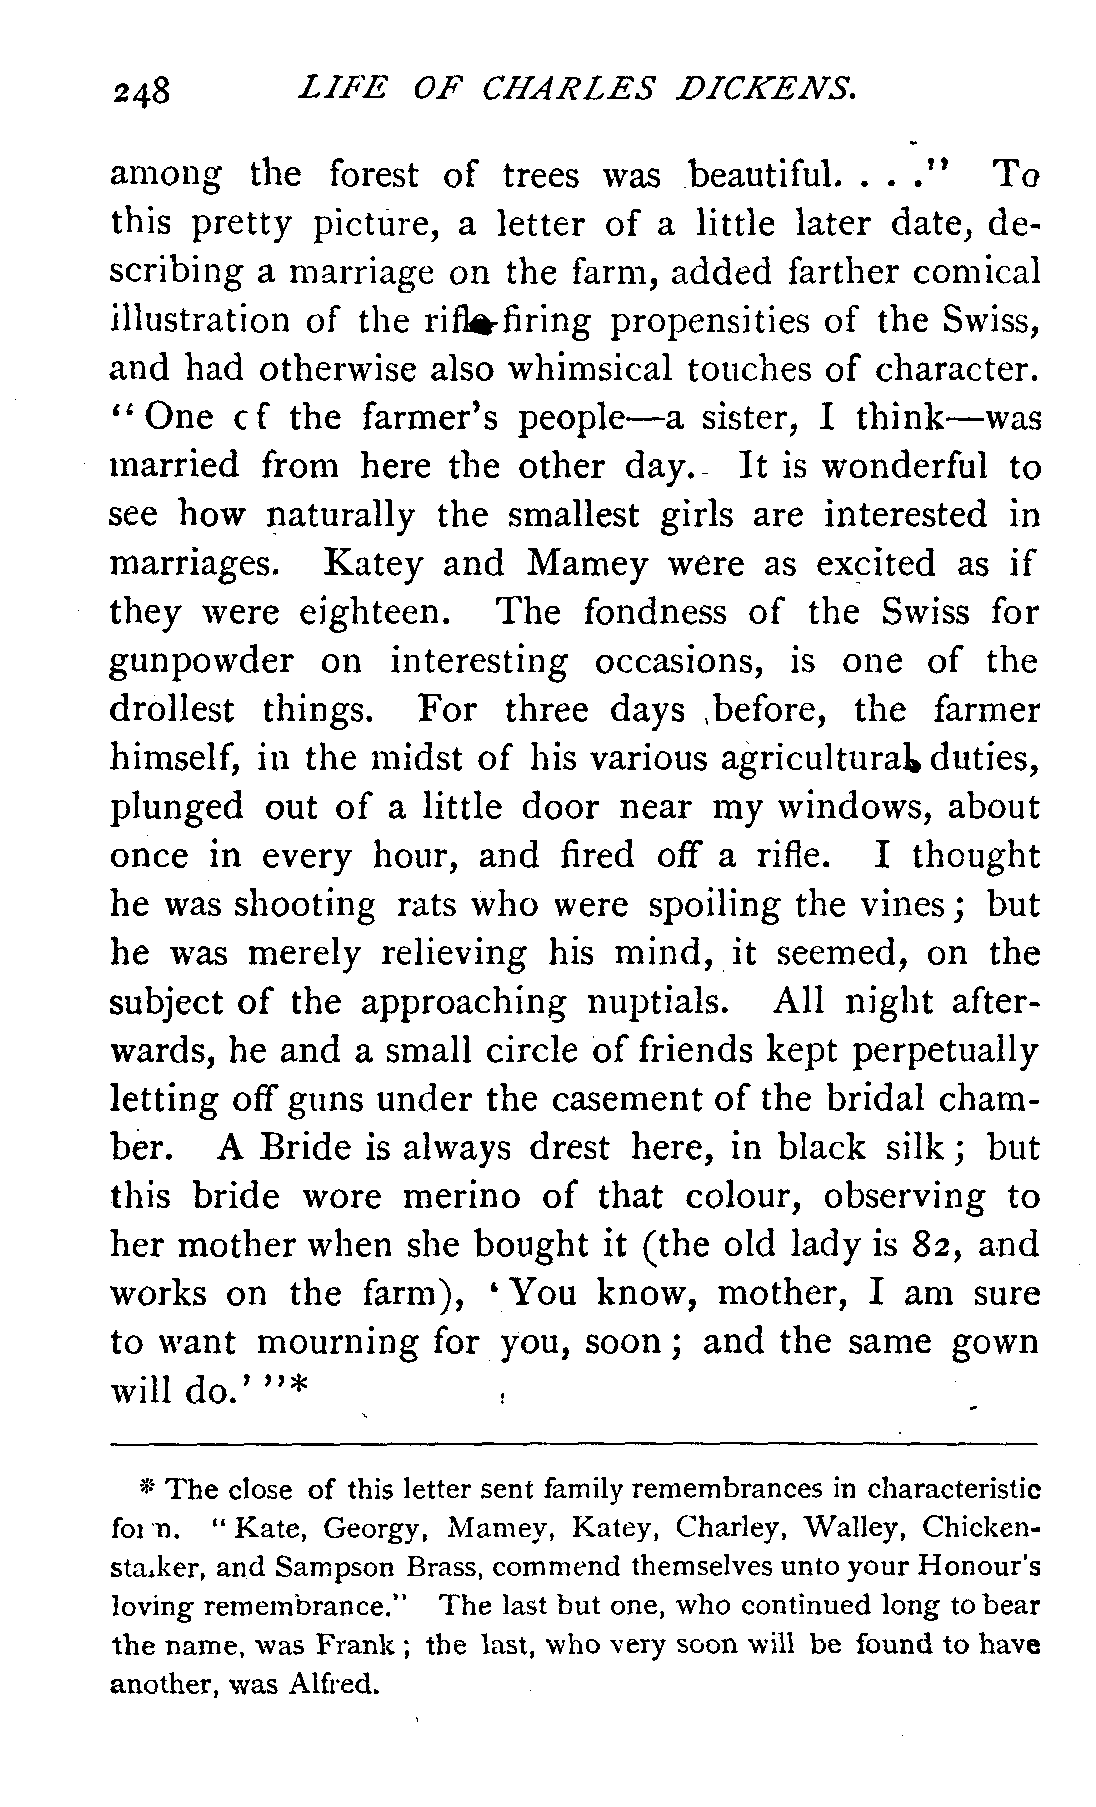 248 LIFE OF CHARLES DICKENS.
among the forest of trees was beautiful. . . ." To
this pretty picture, a letter of a little later date, de-
scribing a marriage on the farm, added farther comical
illustration of the rifle-firing propensities of the Swiss,
and had otherwise also whimsical touches of character.
"One of the farmer's people—a sister, I think—was
married from here the other day. It is wonderful to
see how naturally the smallest girls are interested in
marriages. Katey and Mamey were as excited as if
they were eighteen. The fondness of the Swiss for
gunpowder on interesting occasions, is one of the
drollest things. For three days before, the farmer
himself, in the midst of his various agricultural duties,
plunged out of a little door near my windows, about
once in every hour, and fired off a rifle. I thought
he was shooting rats who were spoiling the vines; but
he was merely relieving his mind, it seemed, on the
subject of the approaching nuptials. All night after-
wards, he and a small circle of friends kept perpetually
letting off guns under the casement of the bridal cham-
ber. A Bride is always drest here, in black silk; but
this bride wore merino of that colour, observing to
her mother when she bought it (the old lady is 82, and
works on the farm), 'You know, mother, I am sure
to want mourning for you, soon; and the same gown
will do.' "*
* The close of this letter sent family remembrances in characteristic
form. "Kate, Georgy, Mamey, Katey, Charley, Walley, Chicken-
stalker, and Sampson Brass, commend themselves unto your Honour's
loving remembrance." The last but one, who continued long to bear
the name, was Frank; the last, who very soon will be found to have
another, was Alfred.